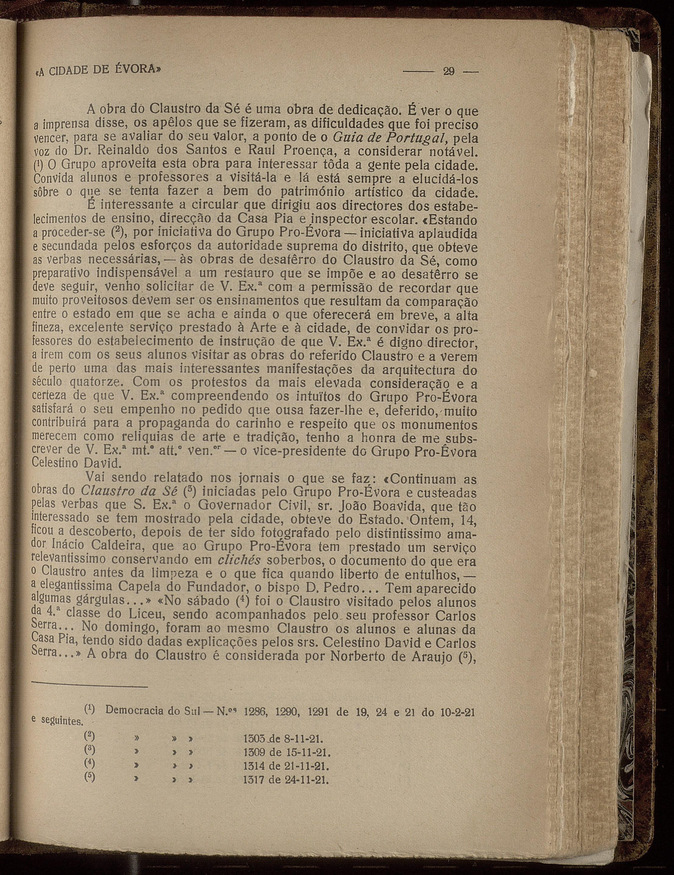 «A CIDADE DE ÉVORA» —— 29 —
A obra do Claustro da Sé é uma obra de dedicação. É ver o que
a imprensa disse, os apêlos que se fizeram, as dificuldades que foi preciso
vencer, para se avaliar do seu valor, a ponto de o Guia de Portugal, pela
voz do Dr. Reinaldo dos Santos e Raul Proença, a considerar notável.
(¹) O Grupo aproveita esta obra para interessar tôda a gente pela cidade.
Convida alunos e professores a visitá-la e lá está sempre a elucidá-los
sôbre o que se tenta fazer a bem do património artístico da cidade.
É interessante a circular que dirigiu aos directores dos estabe-
lecimentos de ensino, direcção da Casa Pia e inspector escolar. «Estando
a proceder-se (²), por iniciativa do Grupo Pro-Évora — iniciativa aplaudida
e secundada pelos esforços da autoridade suprema do distrito, que obteve
as verbas necessárias, — às obras de desatêrro do Claustro da Sé, como
preparativo indispensável a um restauro que se impõe e ao desatêrro se
deve seguir, venho solicitar de V. Ex.ª com a permissão de recordar que
muito proveitosos devem ser os ensinamentos que resultam da comparação
entre o estado em que se acha e ainda o que oferecerá em breve, a alta
fineza, excelente serviço prestado à Arte e à cidade, de convidar os pro-
fessores do estabelecimento de instrução de que V. Ex.ª é digno director,
a irem com os seus alunos visitar as obras do referido Claustro e a verem
de perto uma das mais interessantes manifestações da arquitectura do
século quatorze. Com os protestos da mais elevada consideração e a
certeza de que V. Ex.ª compreendendo os intuïtos do Grupo Pro-Évora
satisfará o seu empenho no pedido que ousa fazer-lhe e, deferido, muito
contribuirá para a propaganda do carinho e respeito que os monumentos
merecem como reliquias de arte e tradição, tenho a honra de me subs-
crever de V. Ex.ª mt.º att.º ven.ᵒʳ — o vice-presidente do Grupo Pro-Évora
Celestino David.
Vai sendo relatado nos jornais o que se faz: «Continuam as
obras do Claustro da Sé (³) iniciadas pelo Grupo Pro-Évora e custeadas
pelas verbas que S. Ex.ª o Governador Civil, sr. João Boavida, que tão
interessado se tem mostrado pela cidade, obteve do Estado. Ontem, 14,
ficou a descoberto, depois de ter sido fotografado pelo distintissimo ama-
dor Inácio Caldeira, que ao Grupo Pro-Évora tem prestado um serviço
relevantissimo conservando em clichés soberbos, o documento do que era
o Claustro antes da limpeza e o que fica quando liberto de entulhos, —
a elegantissima Capela do Fundador, o bispo D. Pedro... Tem aparecido
algumas gárgulas...» «No sábado (⁴) foi o Claustro visitado pelos alunos
da 4.ª classe do Liceu, sendo acompanhados pelo seu professor Carlos
Serra... No domingo, foram ao mesmo Claustro os alunos e alunas da
Casa Pia, tendo sido dadas explicações pelos srs. Celestino David e Carlos
Serra...» A obra do Claustro é considerada por Norberto de Araujo (⁵),
(¹) Democracia do Sul — N.ᵒˢ 1286, 1290, 1291 de 19, 24 e 21 do 10-2-21
e seguintes.
(²) » » » 1303 de 8-11-21.
(³) » » » 1309 de 15-11-21.
(⁴) » » » 1314 de 21-11-21.
(⁵) » » » 1317 de 24-11-21.